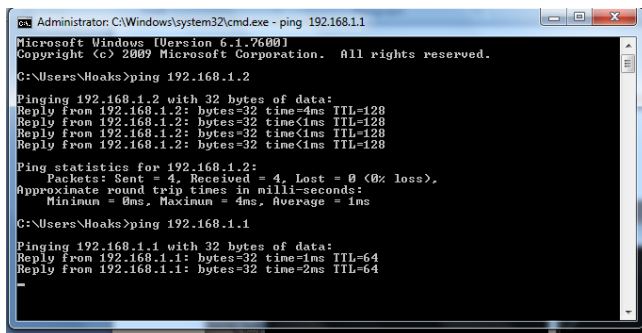 Administrator: C:\Windows\system32\cmd.exe - ping 192.168.1.1
Microsoft Windows [Version 6.1.7600]
Copyright (c) 2009 Microsoft Corporation.  All rights reserved.
C:\Users\Hoaks>ping 192.168.1.2
Pinging 192.168.1.2 with 32 bytes of data:
Reply from 192.168.1.2: bytes=32 time=4ms TTL=128
Reply from 192.168.1.2: bytes=32 time<1ms TTL=128
Reply from 192.168.1.2: bytes=32 time<1ms TTL=128
Reply from 192.168.1.2: bytes=32 time<1ms TTL=128
Ping statistics for 192.168.1.2:
    Packets: Sent = 4, Received = 4, Lost = 0 (0% loss),
Approximate round trip times in milli-seconds:
    Minimum = 0ms, Maximum = 4ms, Average = 1ms
C:\Users\Hoaks>ping 192.168.1.1
Pinging 192.168.1.1 with 32 bytes of data:
Reply from 192.168.1.1: bytes=32 time=1ms TTL=64
Reply from 192.168.1.1: bytes=32 time=2ms TTL=64